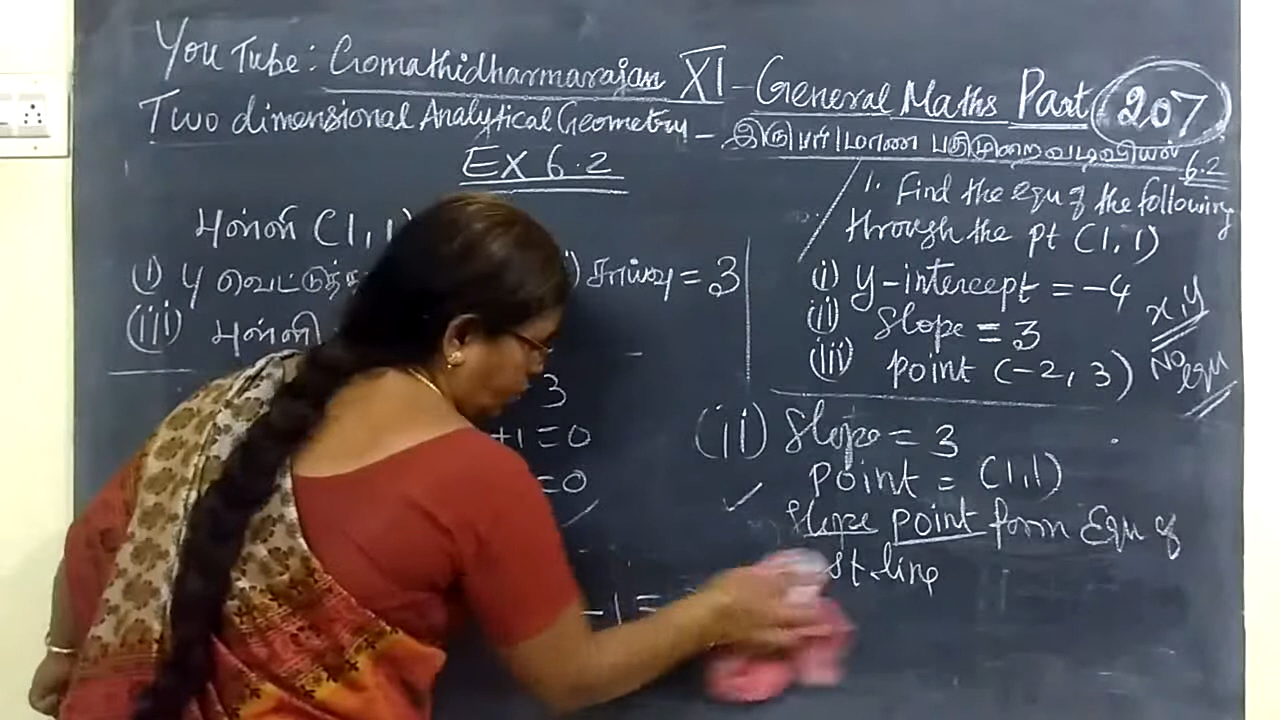 YouTube: Gomathidharmarajan XI - General Maths Part 207
Two dimensional Analytical Geometry - இருபரிமாண பகுமுறை வடிவியல்
EX 6.2
6.2
1. Find the equ of the following
through the pt (1, 1)
(i) y-intercept = -4
(ii) slope = 3
(iii) point (-2, 3)
x, y
No equ
புள்ளி (1, 1)
(i) y வெட்டுத்
சாய்வு = 3
(iii) புள்ளி
3
+1 = 0
= 0
-1 =
(ii) slope = 3
point = (1,1)
slope point form Equ of
st.line